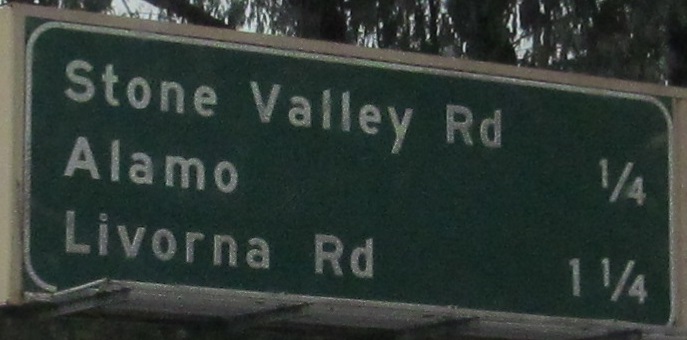 Stone Valley Rd
Alamo 1/4
Livorna Rd 1 1/4